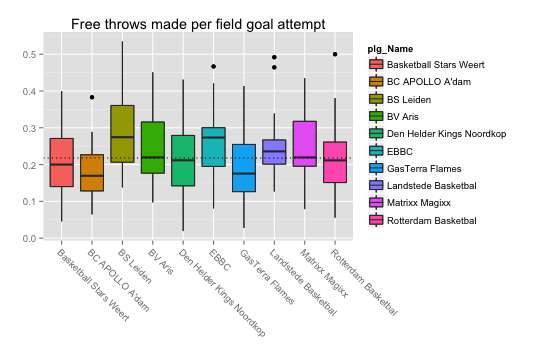 Free throws made per field goal attempt
0.5
0.4
0.3
0.2
0.1
0.0
Basketball Stars Weert
BC APOLLO A'dam
BS Leiden
BV Aris
Den Helder Kings Noordkop
EBBC
GasTerra Flames
Landstede Basketbal
Matrixx Magixx
Rotterdam Basketbal
plg_Name
Basketball Stars Weert
BC APOLLO A'dam
BS Leiden
BV Aris
Den Helder Kings Noordkop
EBBC
GasTerra Flames
Landstede Basketbal
Matrixx Magixx
Rotterdam Basketbal